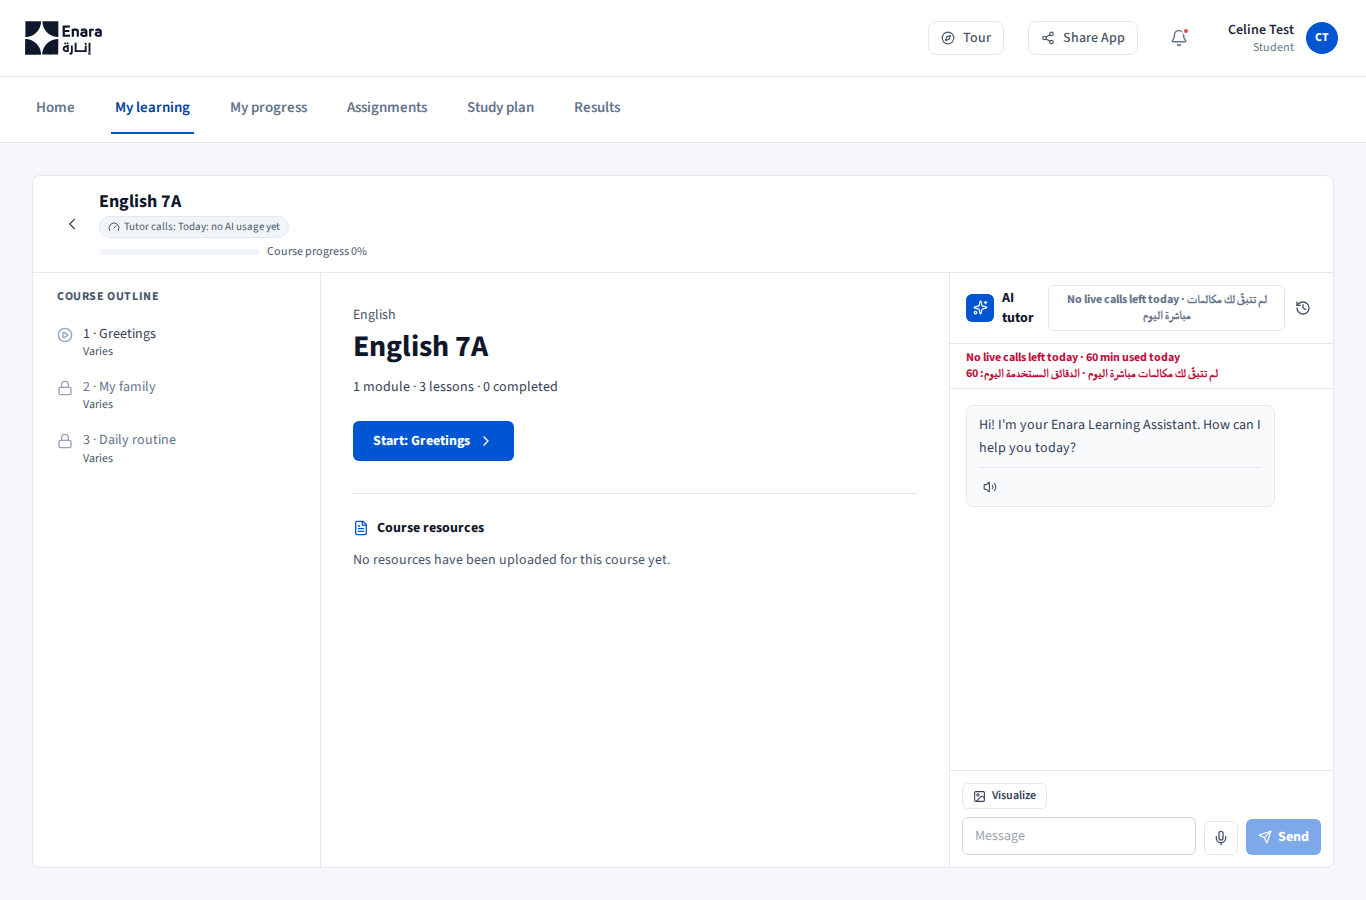 Enara
إنارة
Tour
Share App
Celine Test
Student
CT
Home
My learning
My progress
Assignments
Study plan
Results
English 7A
Tutor calls: Today: no AI usage yet
Course progress 0%
COURSE OUTLINE
1 · Greetings
Varies
2 · My family
Varies
3 · Daily routine
Varies
English
English 7A
1 module · 3 lessons · 0 completed
Start: Greetings
Course resources
No resources have been uploaded for this course yet.
AI
tutor
No live calls left today · لم تتبقّ لك مكالمات
مباشرة اليوم
No live calls left today · 60 min used today
لم تتبقّ لك مكالمات مباشرة اليوم · الدقائق المستخدمة اليوم: 60
Hi! I'm your Enara Learning Assistant. How can I
help you today?
Visualize
Message
Send